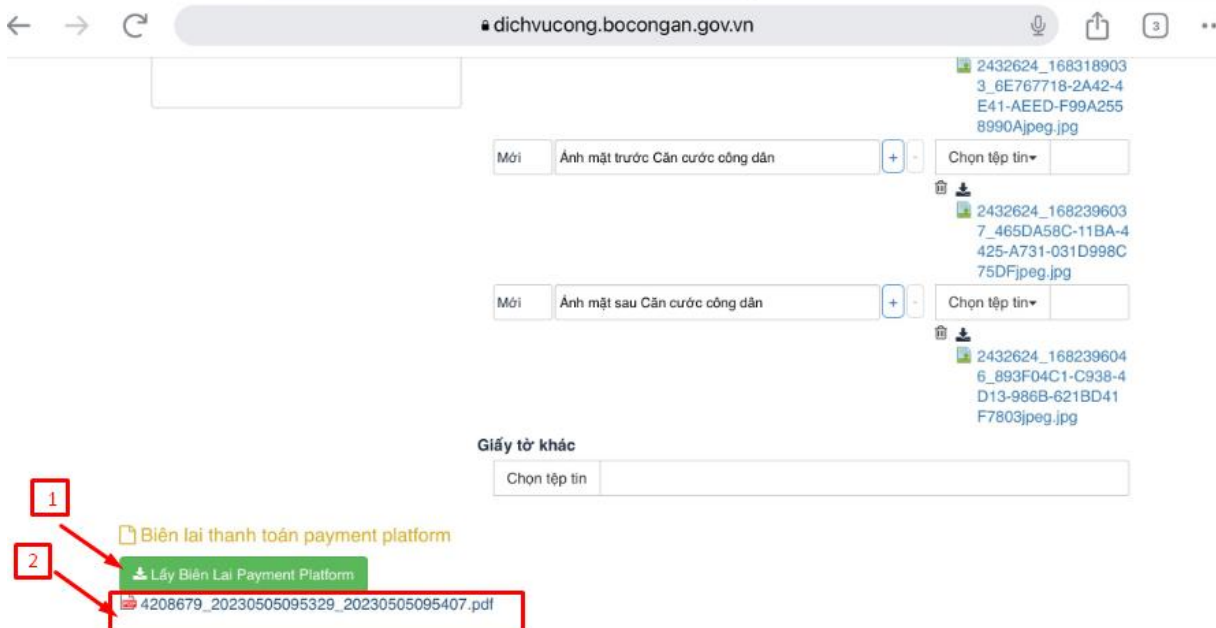 dichvucong.bocongan.gov.vn
3
2432624_168318903
3_6E767718-2A42-4
E41-AEED-F99A255
8990Ajpeg.jpg
Mới Ảnh mặt trước Căn cước công dân + - Chọn tệp tin
2432624_168239603
7_465DA58C-11BA-4
425-A731-031D998C
75DFjpeg.jpg
Mới Ảnh mặt sau Căn cước công dân + - Chọn tệp tin
2432624_168239604
6_893F04C1-C938-4
D13-986B-621BD41
F7803jpeg.jpg
Giấy tờ khác
Chọn tệp tin
1
Biên lai thanh toán payment platform
2
Lấy Biên Lai Payment Platform
4208679_20230505095329_20230505095407.pdf